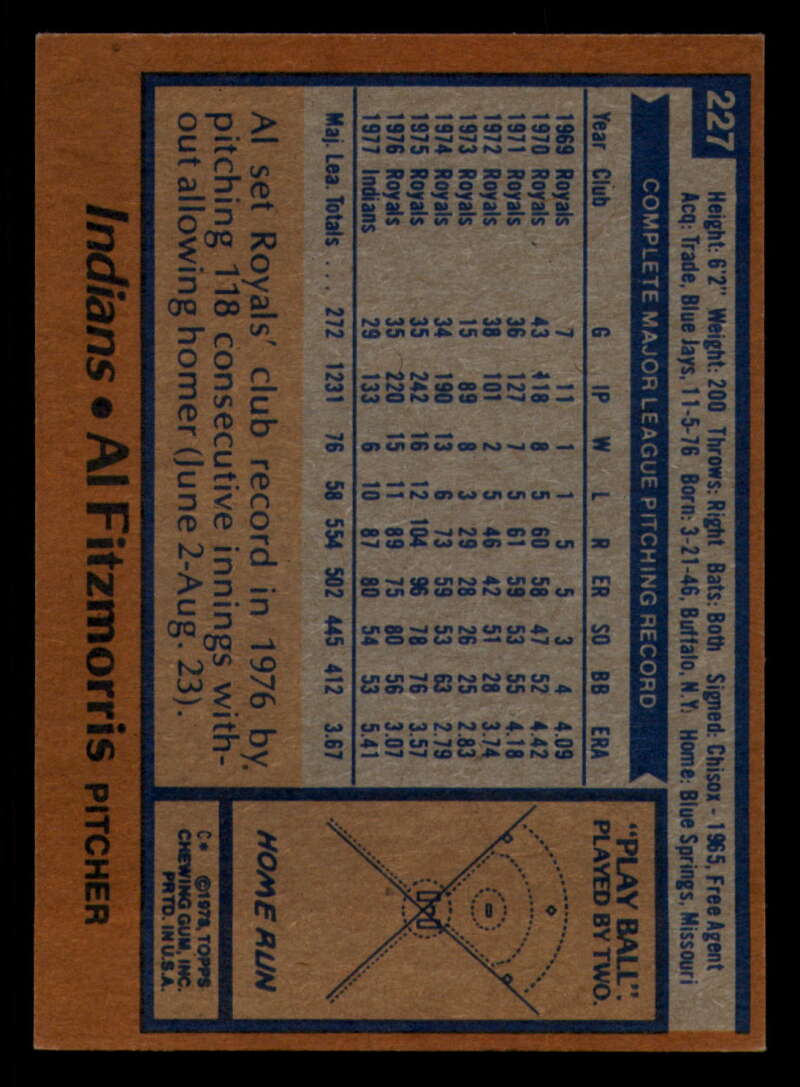 227
Height: 6'2" Weight: 200 Throws: Right Bats: Both Signed: Chisox - 1965, Free Agent
Acq: Trade, Blue Jays, 11-5-76 Born: 3-21-46, Buffalo, N.Y. Home: Blue Springs, Missouri
COMPLETE MAJOR LEAGUE PITCHING RECORD
Year Club G IP W L R ER SO BB ERA
1969 Royals 7 11 1 1 5 5 3 4 4.09
1970 Royals 43 118 8 5 60 58 47 52 4.42
1971 Royals 36 127 7 5 61 59 53 55 4.18
1972 Royals 38 101 2 5 46 42 51 28 3.74
1973 Royals 15 89 8 3 29 28 26 25 2.83
1974 Royals 34 190 13 6 73 59 53 63 2.79
1975 Royals 35 242 16 12 104 96 78 76 3.57
1976 Royals 35 220 15 11 89 75 80 56 3.07
1977 Indians 29 133 6 10 87 80 54 53 5.41
Maj. Lea. Totals ... 272 1231 76 58 554 502 445 412 3.67
Al set Royals' club record in 1976 by
pitching 118 consecutive innings with-
out allowing homer (June 2-Aug. 23).
"PLAY BALL".
PLAYED BY TWO.
HOME RUN
C* ©1978, TOPPS
CHEWING GUM, INC.
PRTD. IN U.S.A.
Indians • Al Fitzmorris PITCHER